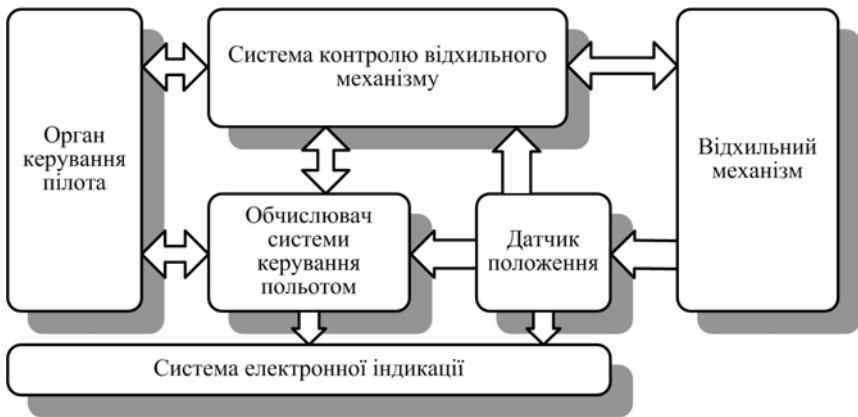 Орган
керування
пілота
Система контролю відхильного
механізму
Відхильний
механізм
Обчислювач
системи
керування
польотом
Датчик
положення
Система електронної індикації